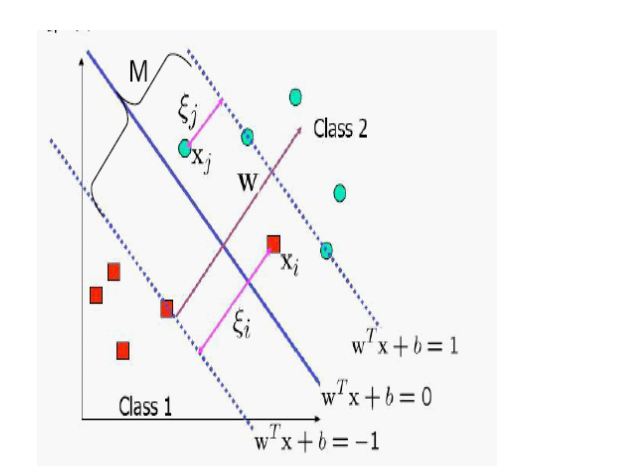 M
ξj
Class 2
xj
w
xi
ξi
wᵀx + b = 1
wᵀx + b = 0
Class 1
wᵀx + b = −1